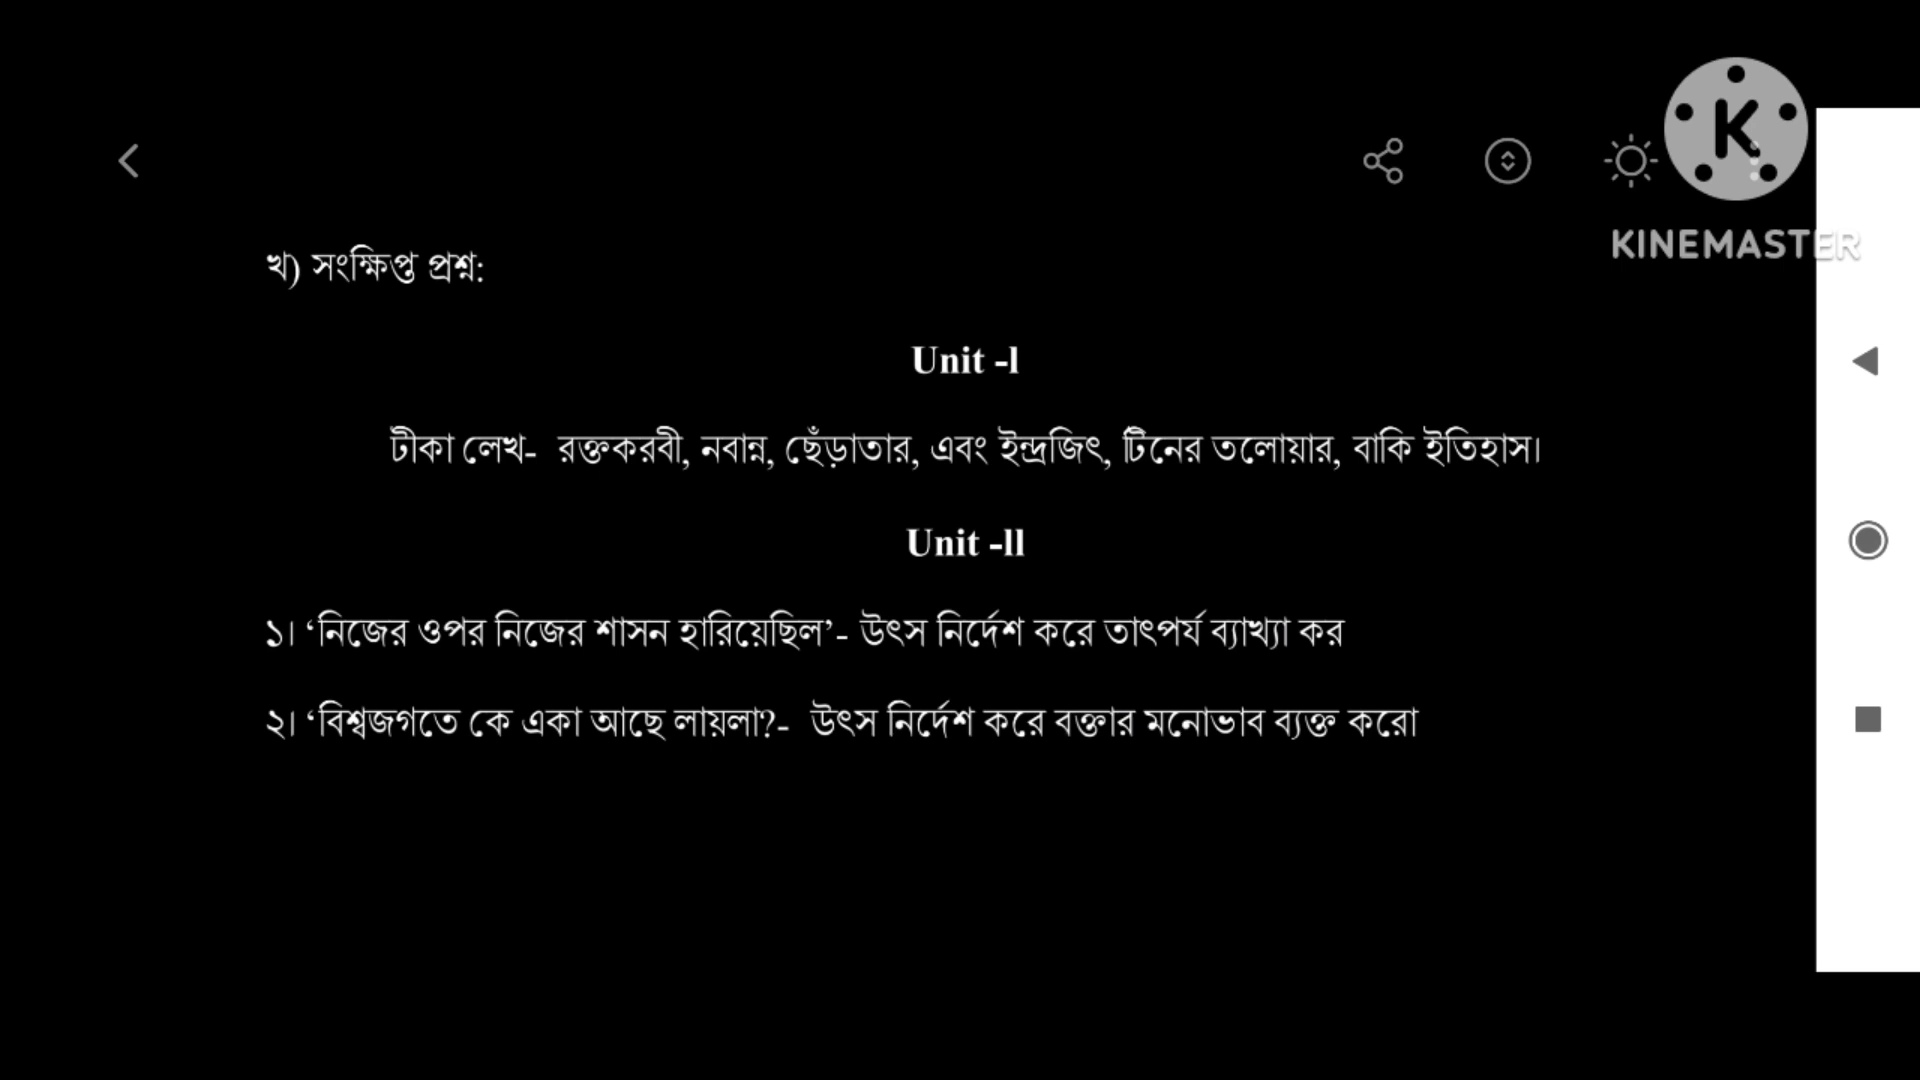 KINEMASTER
খ) সংক্ষিপ্ত প্রশ্ন:
Unit -l
টীকা লেখ- রক্তকরবী, নবান্ন, ছেঁড়াতার, এবং ইন্দ্রজিৎ, টিনের তলোয়ার, বাকি ইতিহাস।
Unit -ll
১। ‘নিজের ওপর নিজের শাসন হারিয়েছিল’- উৎস নির্দেশ করে তাৎপর্য ব্যাখ্যা কর
২। ‘বিশ্বজগতে কে একা আছে লায়লা?- উৎস নির্দেশ করে বক্তার মনোভাব ব্যক্ত করো